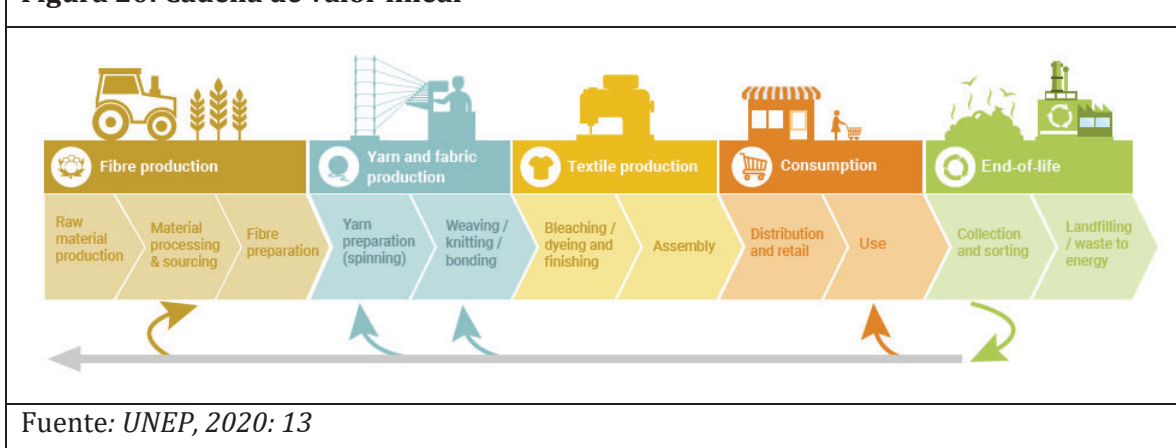 Figura 20. Cadena de valor lineal
Fibre production
Yarn and fabric
production
Textile production
Consumption
End-of-life
Raw
material
production
Material
processing
& sourcing
Fibre
preparation
Yarn
preparation
(spinning)
Weaving /
knitting /
bonding
Bleaching /
dyeing and
finishing
Assembly
Distribution
and retail
Use
Collection
and sorting
Landfilling
/ waste to
energy
Fuente: UNEP, 2020: 13